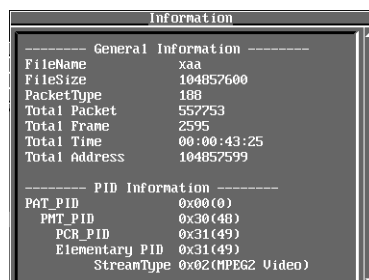 Information
-------- General Information --------
FileName xaa
FileSize 104857600
PacketType 188
Total Packet 557753
Total Frame 2595
Total Time 00:00:43:25
Total Address 104857599
-------- PID Information --------
PAT_PID 0x00(0)
PMT_PID 0x30(48)
PCR_PID 0x31(49)
Elementary PID 0x31(49)
StreamType 0x02(MPEG2 Video)